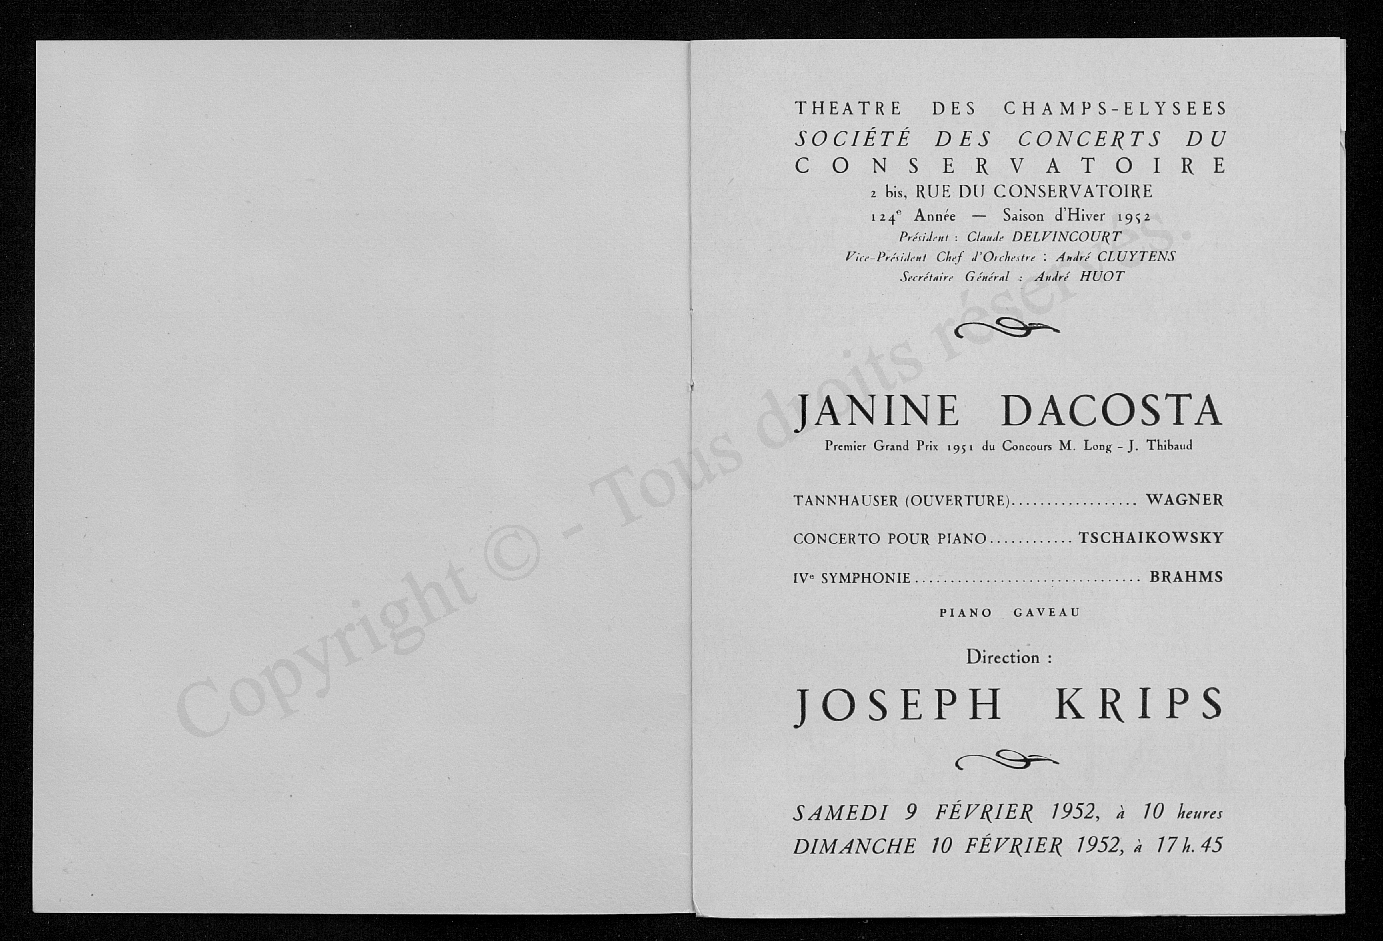 THEATRE DES CHAMPS-ELYSEES
SOCIÉTÉ DES CONCERTS DU
CONSERVATOIRE
2 bis, RUE DU CONSERVATOIRE
124e Année — Saison d'Hiver 1952
Président : Claude DELVINCOURT
Vice-Président Chef d'Orchestre : André CLUYTENS
Secrétaire Général : André HUOT
JANINE DACOSTA
Premier Grand Prix 1951 du Concours M. Long - J. Thibaud
TANNHAUSER (OUVERTURE).................. WAGNER
CONCERTO POUR PIANO............ TSCHAIKOWSKY
IVe SYMPHONIE................................ BRAHMS
PIANO GAVEAU
Direction :
JOSEPH KRIPS
SAMEDI 9 FÉVRIER 1952, à 10 heures
DIMANCHE 10 FÉVRIER 1952, à 17 h. 45
Copyright © - Tous droits réservés.